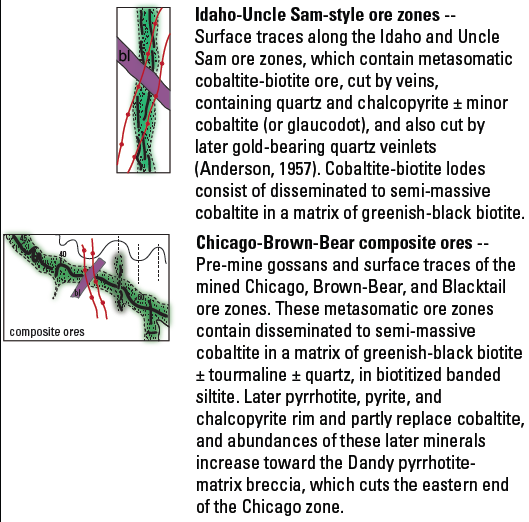 Idaho-Uncle Sam-style ore zones --
Surface traces along the Idaho and Uncle
Sam ore zones, which contain metasomatic
cobaltite-biotite ore, cut by veins,
containing quartz and chalcopyrite ± minor
cobaltite (or glaucodot), and also cut by
later gold-bearing quartz veinlets
(Anderson, 1957). Cobaltite-biotite lodes
consist of disseminated to semi-massive
cobaltite in a matrix of greenish-black biotite.
bl
Chicago-Brown-Bear composite ores --
Pre-mine gossans and surface traces of the
mined Chicago, Brown-Bear, and Blacktail
ore zones. These metasomatic ore zones
contain disseminated to semi-massive
cobaltite in a matrix of greenish-black biotite
± tourmaline ± quartz, in biotitized banded
siltite. Later pyrrhotite, pyrite, and
chalcopyrite rim and partly replace cobaltite,
and abundances of these later minerals
increase toward the Dandy pyrrhotite-
matrix breccia, which cuts the eastern end
of the Chicago zone.
45
40
bl
composite ores